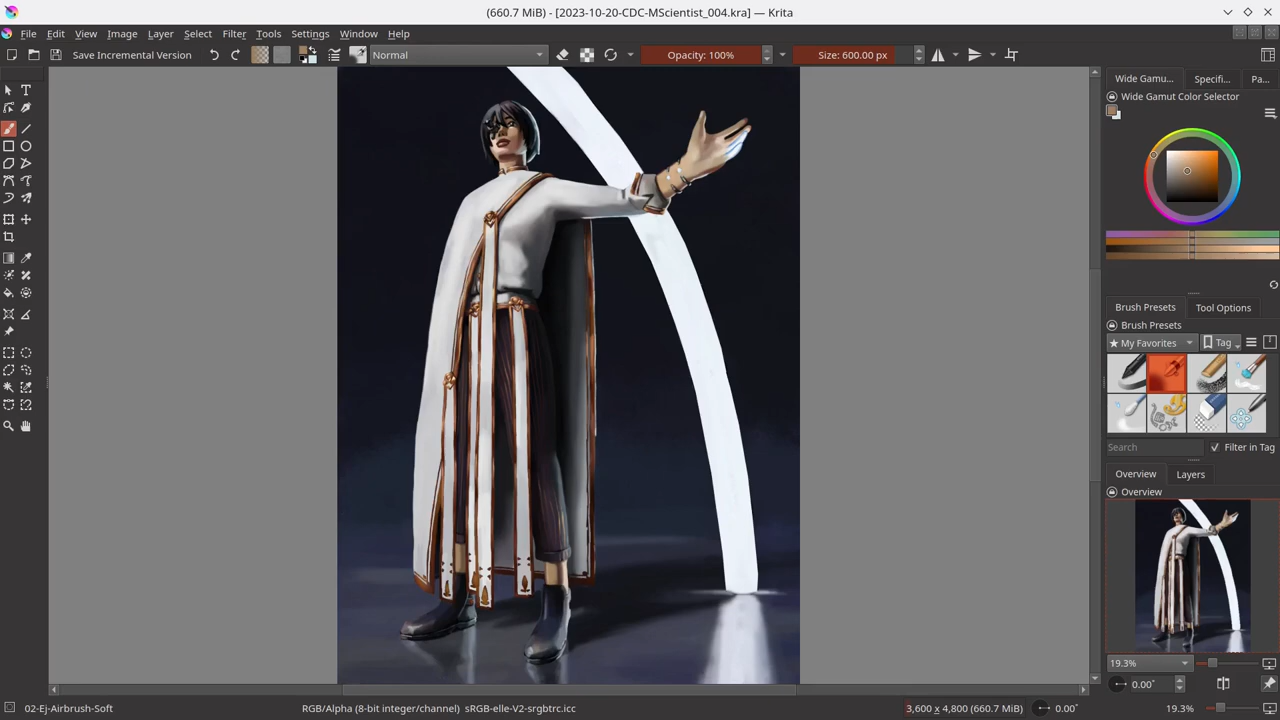 (660.7 MiB) - [2023-10-20-CDC-MScientist_004.kra] — Krita
File Edit View Image Layer Select Filter Tools Settings Window Help
Save Incremental Version Normal Opacity: 100% Size: 600.00 px
Wide Gamu... Specifi... Pa...
Wide Gamut Color Selector
Brush Presets Tool Options
Brush Presets
★ My Favorites Tag
Search Filter in Tag
Overview Layers
Overview
19.3%
0.00°
02-Ej-Airbrush-Soft RGB/Alpha (8-bit integer/channel) sRGB-elle-V2-srgbtrc.icc 3,600 x 4,800 (660.7 MiB) 0.00° 19.3%